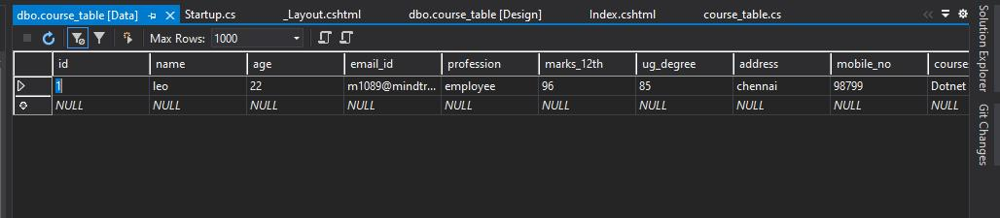 dbo.course_table [Data] Startup.cs _Layout.cshtml dbo.course_table [Design] Index.cshtml course_table.cs
Max Rows: 1000
id name age email_id profession marks_12th ug_degree address mobile_no course
1 leo 22 m1089@mindtr... employee 96 85 chennai 98799 Dotnet
NULL NULL NULL NULL NULL NULL NULL NULL NULL NULL
Solution Explorer
Git Changes